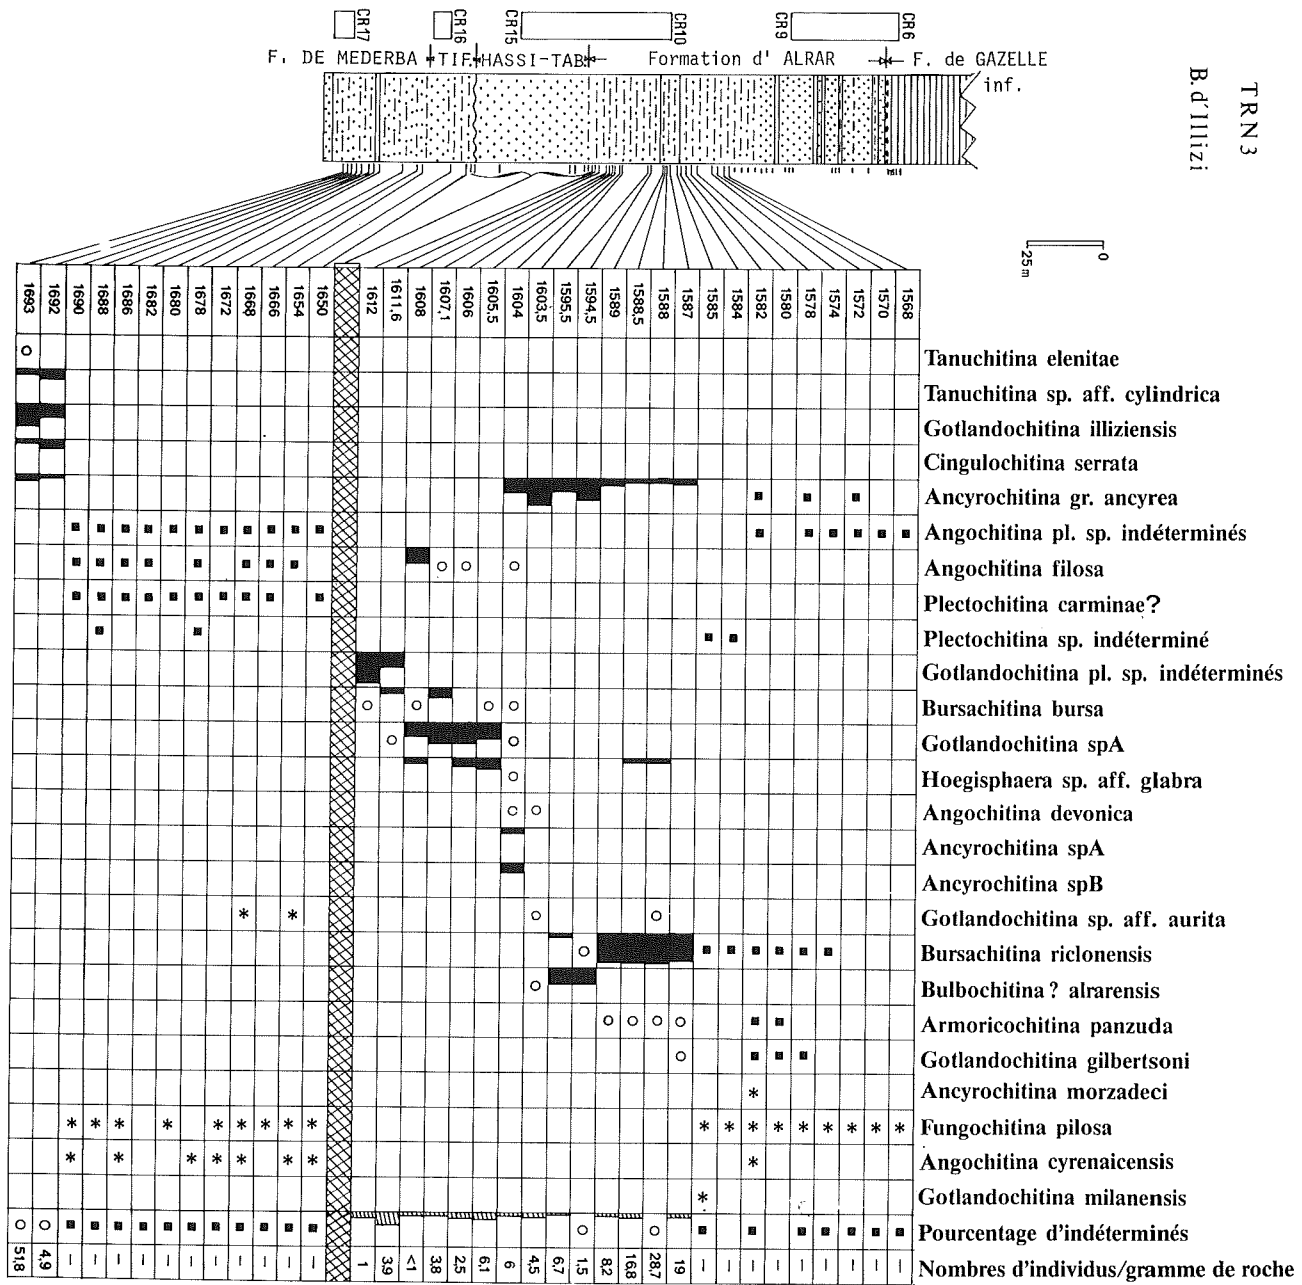 CR17
CR16
CR15
CR10
CR9
CR6
F. DE MEDERBA TIF. HASSI-TAB Formation d' ALRAR F. de GAZELLE
inf.
TRN3
B.d'Illizi
0
25 m
1693 1692 1690 1688 1686 1682 1680 1678 1672 1668 1666 1654 1650 1612 1611,6 1608 1607,1 1606 1605,5 1604 1603,5 1595,5 1594,5 1589 1588,5 1588 1587 1585 1584 1582 1580 1578 1574 1572 1570 1568
Tanuchitina elenitae
Tanuchitina sp. aff. cylindrica
Gotlandochitina illiziensis
Cingulochitina serrata
Ancyrochitina gr. ancyrea
Angochitina pl. sp. indéterminés
Angochitina filosa
Plectochitina carminae?
Plectochitina sp. indéterminé
Gotlandochitina pl. sp. indéterminés
Bursachitina bursa
Gotlandochitina spA
Hoegisphaera sp. aff. glabra
Angochitina devonica
Ancyrochitina spA
Ancyrochitina spB
Gotlandochitina sp. aff. aurita
Bursachitina riclonensis
Bulbochitina? alrarensis
Armoricochitina panzuda
Gotlandochitina gilbertsoni
Ancyrochitina morzadeci
Fungochitina pilosa
Angochitina cyrenaicensis
Gotlandochitina milanensis
Pourcentage d'indéterminés
51,8 4,9 – – – – – – – – – – – 1 3,9 <1 3,8 2,5 6,1 6 4,5 6,7 1,5 8,2 16,8 28,7 19 – – – – – – – – – Nombres d'individus/gramme de roche